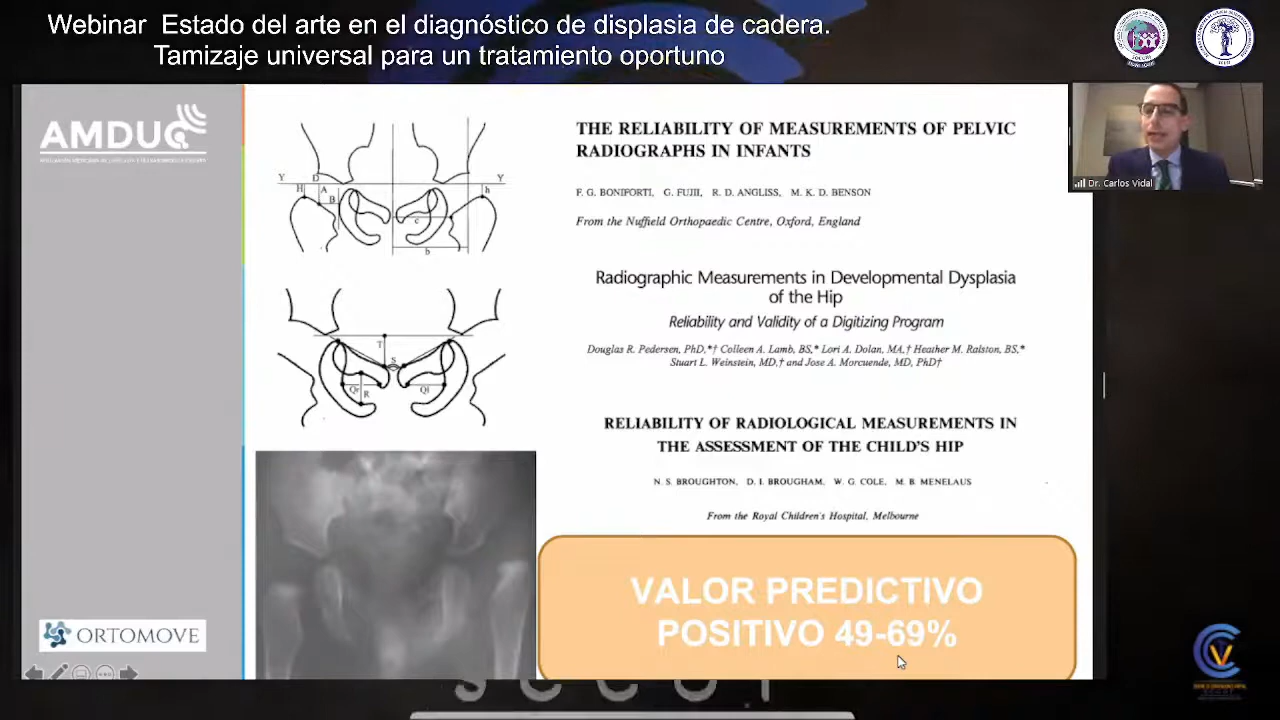 Webinar Estado del arte en el diagnóstico de displasia de cadera.
Tamizaje universal para un tratamiento oportuno
AMDUC
Dr. Carlos Vidal
THE RELIABILITY OF MEASUREMENTS OF PELVIC
RADIOGRAPHS IN INFANTS
F. G. BONIFORTI, G. FUJII, R. D. ANGLISS, M. K. D. BENSON
From the Nuffield Orthopaedic Centre, Oxford, England
Y D Y
H A h
B
c
b
Radiographic Measurements in Developmental Dysplasia
of the Hip
Reliability and Validity of a Digitizing Program
Douglas R. Pedersen, PhD,*† Colleen A. Lamb, BS,* Lori A. Dolan, MA,† Heather M. Ralston, BS,*
Stuart L. Weinstein, MD,† and Jose A. Morcuende, MD, PhD†
T
S
Qr R Ql
RELIABILITY OF RADIOLOGICAL MEASUREMENTS IN
THE ASSESSMENT OF THE CHILD'S HIP
N. S. BROUGHTON, D. I. BROUGHAM, W. G. COLE, M. B. MENELAUS
From the Royal Children's Hospital, Melbourne
VALOR PREDICTIVO
POSITIVO 49-69%
ORTOMOVE